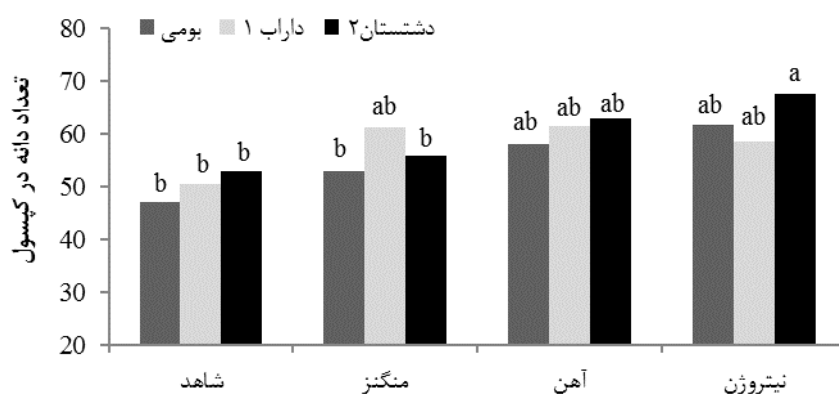 بومی داراب ۱ دشتستان۲
تعداد دانه در کپسول
80
70
60
50
40
30
20
b b b
b ab b
ab ab ab
ab ab a
شاهد منگنز آهن نیتروژن